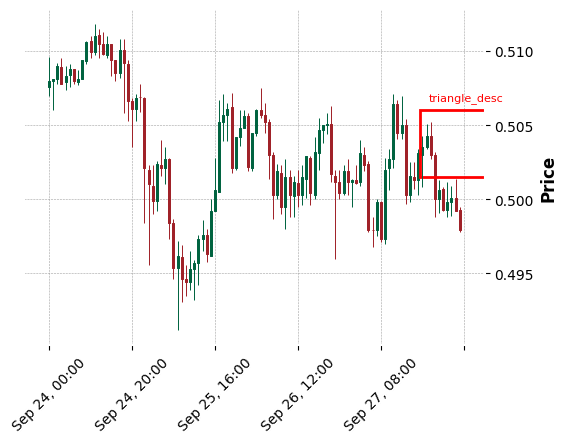 triangle_desc
0.510
0.505
0.500
0.495
Price
Sep 24, 00:00
Sep 24, 20:00
Sep 25, 16:00
Sep 26, 12:00
Sep 27, 08:00